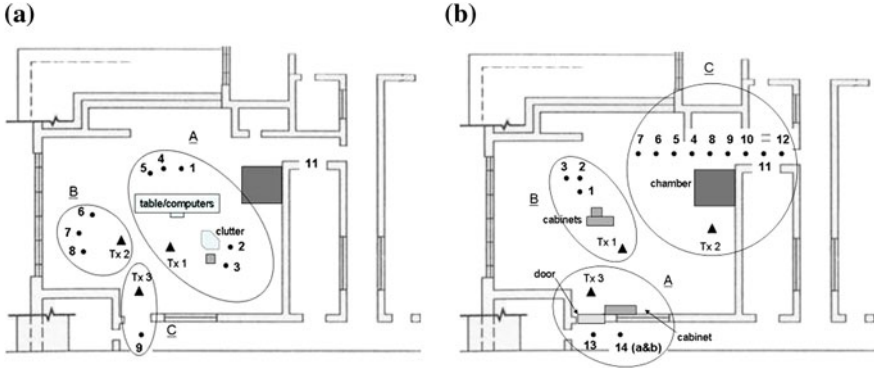 (a)
A
4
5 1
11
table/computers
B
6
7
8
Tx 2
clutter
Tx 1
2
3
Tx 3
C
9
(b)
C
7 6 5 4 8 9 10 12
11
3 2
1
chamber
B
cabinets
Tx 1
Tx 2
A
door
Tx 3
cabinet
13 14 (a&b)